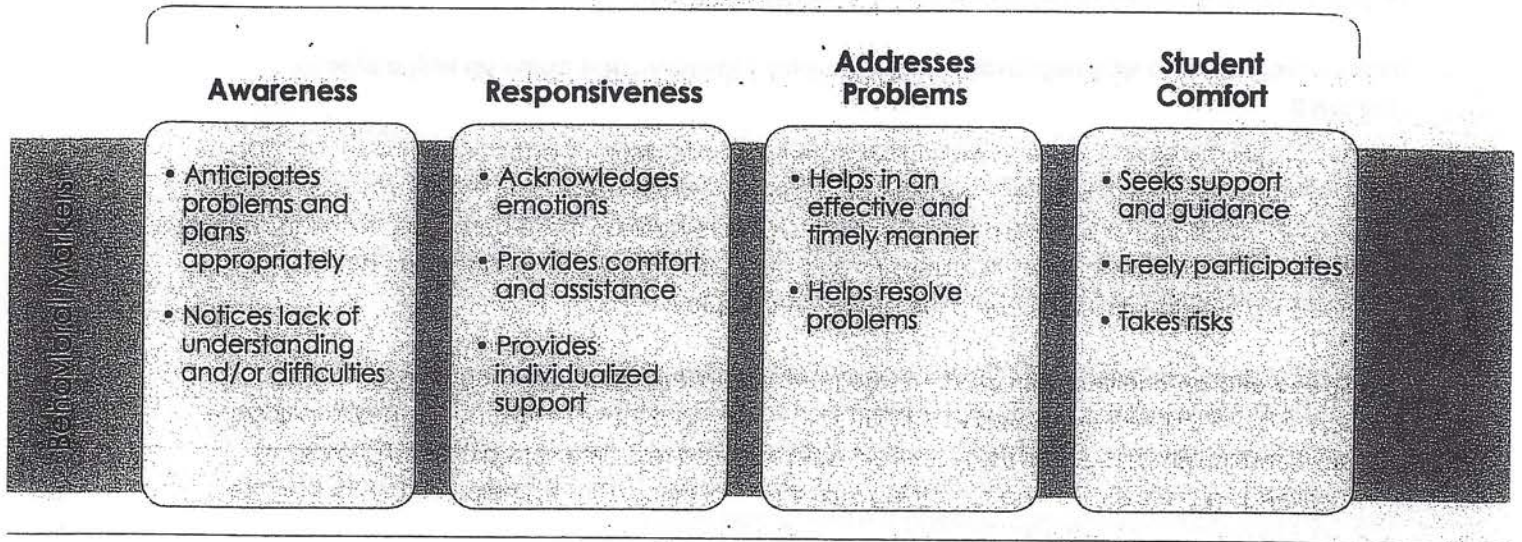 Awareness
Responsiveness
Addresses
Problems
Student
Comfort
Behavioral Markers
• Anticipates
problems and
plans
appropriately
• Notices lack of
understanding
and/or difficulties
• Acknowledges
emotions
• Provides comfort
and assistance
• Provides
individualized
support
• Helps in an
effective and
timely manner
• Helps resolve
problems
• Seeks support
and guidance
• Freely participates
• Takes risks